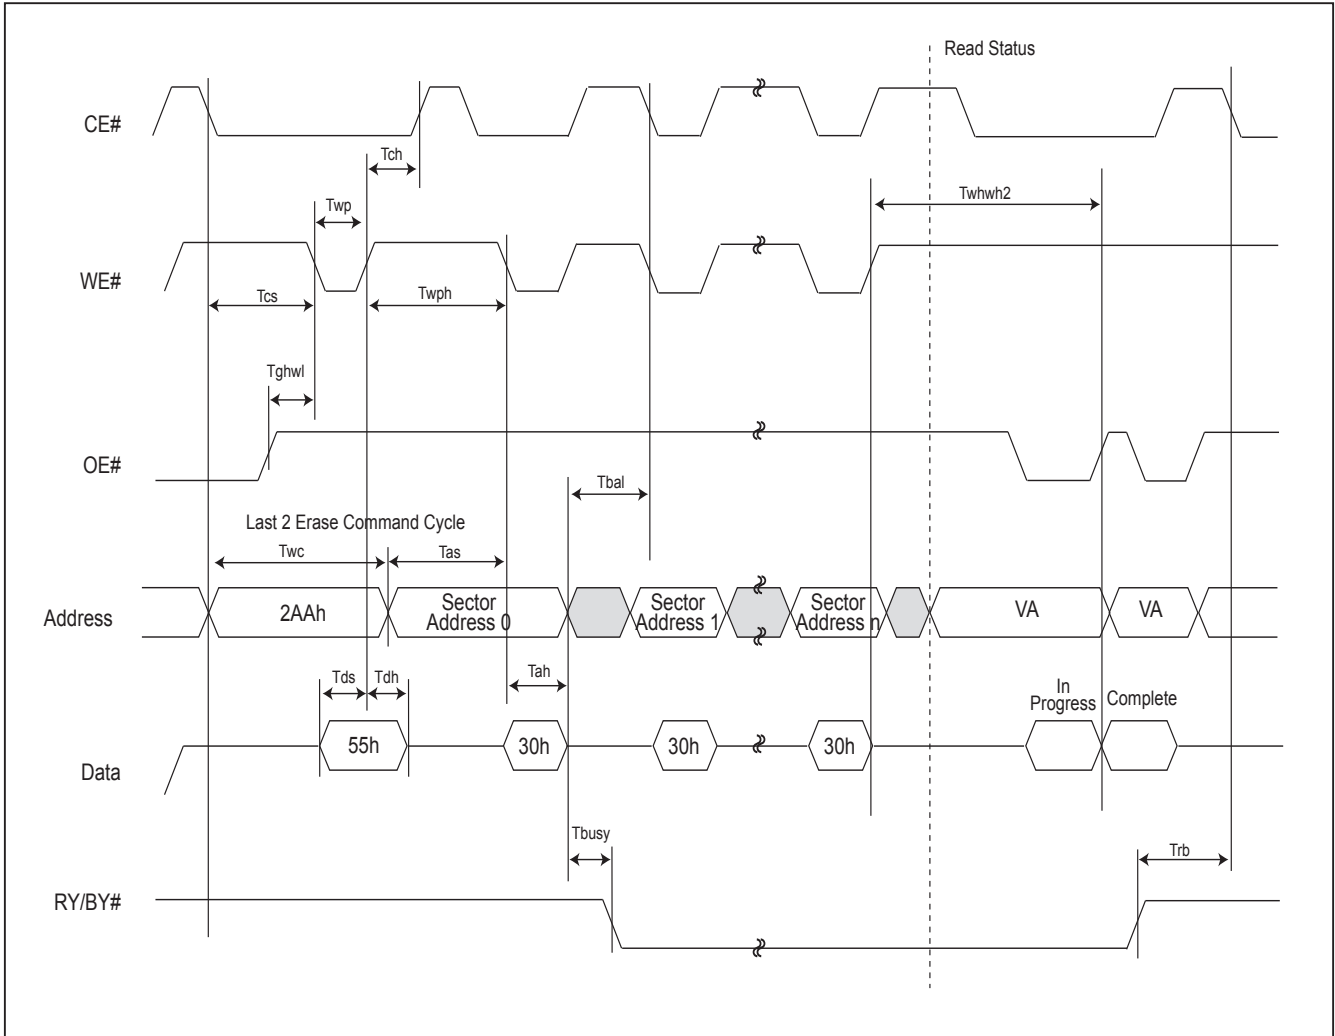 Read Status
CE#
Tch
Twhwh2
Twp
WE#
Tcs
Twph
Tghwl
OE#
Tbal
Last 2 Erase Command Cycle
Twc
Tas
Address
2AAh
Sector
Address 0
Sector
Address 1
Sector
Address n
VA
VA
Tds
Tdh
Tah
In
Progress
Complete
Data
55h
30h
30h
30h
Tbusy
Trb
RY/BY#